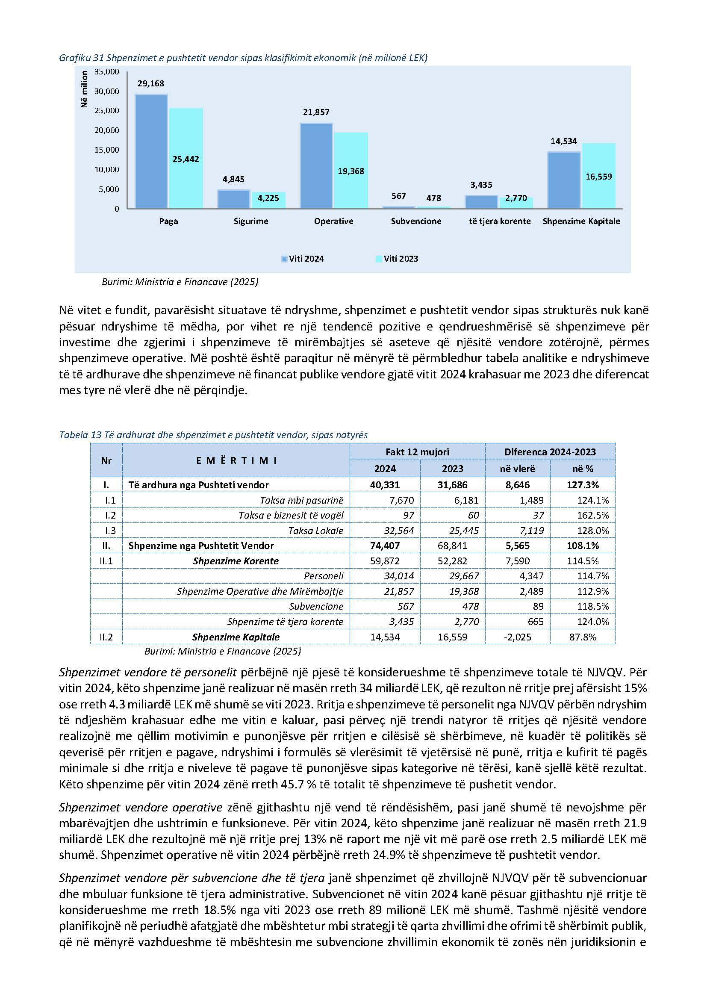 Grafiku 31 Shpenzimet e pushtetit vendor sipas klasifikimit ekonomik (në milionë LEK)
Në milion
35,000
30,000
25,000
20,000
15,000
10,000
5,000
0
29,168
25,442
4,845
4,225
21,857
19,368
567
478
3,435
2,770
14,534
16,559
Paga
Sigurime
Operative
Subvencione
të tjera korente
Shpenzime Kapitale
Viti 2024
Viti 2023
Burimi: Ministria e Financave (2025)
Në vitet e fundit, pavarësisht situatave të ndryshme, shpenzimet e pushtetit vendor sipas strukturës nuk kanë
pësuar ndryshime të mëdha, por vihet re një tendencë pozitive e qendrueshmërisë së shpenzimeve për
investime dhe zgjerimi i shpenzimeve të mirëmbajtjes së aseteve që njësitë vendore zotërojnë, përmes
shpenzimeve operative. Më poshtë është paraqitur në mënyrë të përmbledhur tabela analitike e ndryshimeve
të të ardhurave dhe shpenzimeve në financat publike vendore gjatë vitit 2024 krahasuar me 2023 dhe diferencat
mes tyre në vlerë dhe në përqindje.
Tabela 13 Të ardhurat dhe shpenzimet e pushtetit vendor, sipas natyrës
Nr E M Ë R T I M I Fakt 12 mujori Diferenca 2024-2023
2024 2023 në vlerë në %
I. Të ardhura nga Pushteti vendor 40,331 31,686 8,646 127.3%
I.1 Taksa mbi pasurinë 7,670 6,181 1,489 124.1%
I.2 Taksa e biznesit të vogël 97 60 37 162.5%
I.3 Taksa Lokale 32,564 25,445 7,119 128.0%
II. Shpenzime nga Pushtetit Vendor 74,407 68,841 5,565 108.1%
II.1 Shpenzime Korente 59,872 52,282 7,590 114.5%
Personeli 34,014 29,667 4,347 114.7%
Shpenzime Operative dhe Mirëmbajtje 21,857 19,368 2,489 112.9%
Subvencione 567 478 89 118.5%
Shpenzime të tjera korente 3,435 2,770 665 124.0%
II.2 Shpenzime Kapitale 14,534 16,559 -2,025 87.8%
Burimi: Ministria e Financave (2025)
Shpenzimet vendore të personelit përbëjnë një pjesë të konsiderueshme të shpenzimeve totale të NJVQV. Për
vitin 2024, këto shpenzime janë realizuar në masën rreth 34 miliardë LEK, që rezulton në rritje prej afërsisht 15%
ose rreth 4.3 miliardë LEK më shumë se viti 2023. Rritja e shpenzimeve të personelit nga NJVQV përbën ndryshim
të ndjeshëm krahasuar edhe me vitin e kaluar, pasi përveç një trendi natyror të rritjes që njësitë vendore
realizojnë me qëllim motivimin e punonjësve për rritjen e cilësisë së shërbimeve, në kuadër të politikës së
qeverisë për rritjen e pagave, ndryshimi i formulës së vlerësimit të vjetërsisë në punë, rritja e kufirit të pagës
minimale si dhe rritja e niveleve të pagave të punonjësve sipas kategorive në tërësi, kanë sjellë këtë rezultat.
Këto shpenzime për vitin 2024 zënë rreth 45.7 % të totalit të shpenzimeve të pushetit vendor.
Shpenzimet vendore operative zënë gjithashtu një vend të rëndësishëm, pasi janë shumë të nevojshme për
mbarëvajtjen dhe ushtrimin e funksioneve. Për vitin 2024, këto shpenzime janë realizuar në masën rreth 21.9
miliardë LEK dhe rezultojnë më një rritje prej 13% në raport me një vit më parë ose rreth 2.5 miliardë LEK më
shumë. Shpenzimet operative në vitin 2024 përbëjnë rreth 24.9% të shpenzimeve të pushtetit vendor.
Shpenzimet vendore për subvencione dhe të tjera janë shpenzimet që zhvillojnë NJVQV për të subvencionuar
dhe mbuluar funksione të tjera administrative. Subvencionet në vitin 2024 kanë pësuar gjithashtu një rritje të
konsiderueshme me rreth 18.5% nga viti 2023 ose rreth 89 milionë LEK më shumë. Tashmë njësitë vendore
planifikojnë në periudhë afatgjatë dhe mbështetur mbi strategji të qarta zhvillimi dhe ofrimi të shërbimit publik,
që në mënyrë vazhdueshme të mbështesin me subvencione zhvillimin ekonomik të zonës nën juridiksionin e